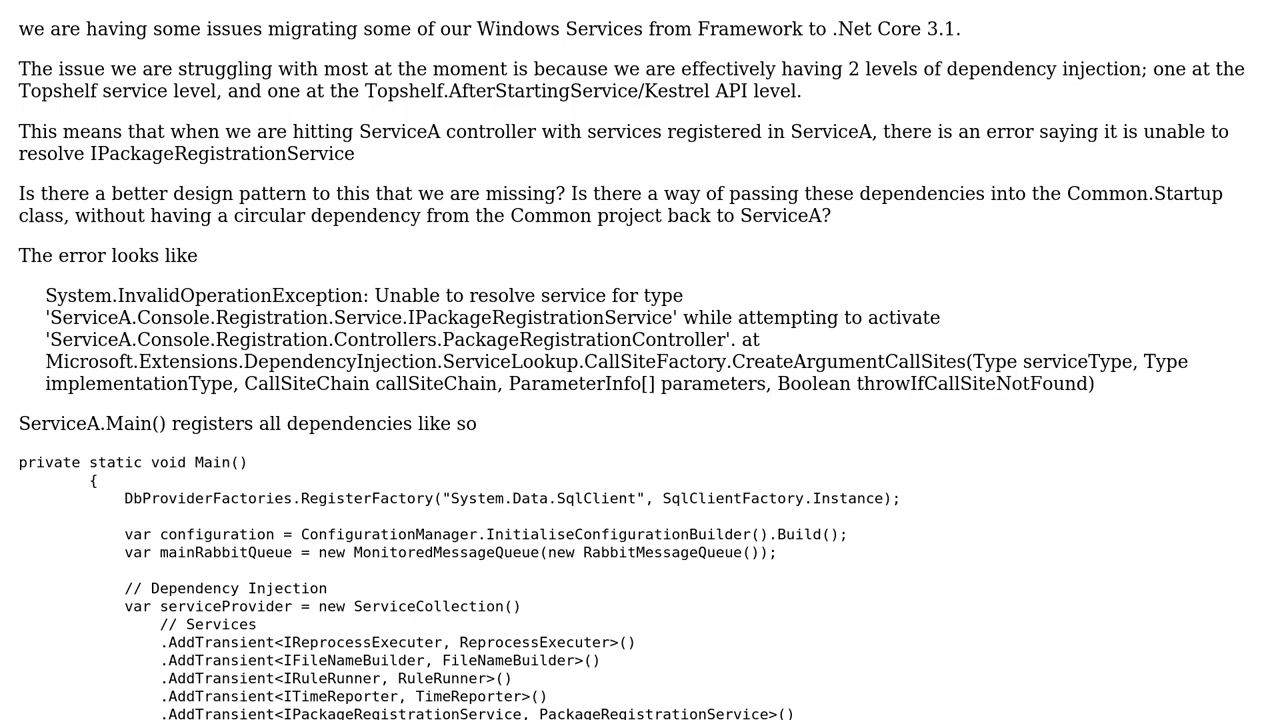 we are having some issues migrating some of our Windows Services from Framework to .Net Core 3.1.
The issue we are struggling with most at the moment is because we are effectively having 2 levels of dependency injection; one at the
Topshelf service level, and one at the Topshelf.AfterStartingService/Kestrel API level.
This means that when we are hitting ServiceA controller with services registered in ServiceA, there is an error saying it is unable to
resolve IPackageRegistrationService
Is there a better design pattern to this that we are missing? Is there a way of passing these dependencies into the Common.Startup
class, without having a circular dependency from the Common project back to ServiceA?
The error looks like
System.InvalidOperationException: Unable to resolve service for type
'ServiceA.Console.Registration.Service.IPackageRegistrationService' while attempting to activate
'ServiceA.Console.Registration.Controllers.PackageRegistrationController'. at
Microsoft.Extensions.DependencyInjection.ServiceLookup.CallSiteFactory.CreateArgumentCallSites(Type serviceType, Type
implementationType, CallSiteChain callSiteChain, ParameterInfo[] parameters, Boolean throwIfCallSiteNotFound)
ServiceA.Main() registers all dependencies like so
private static void Main()
        {
            DbProviderFactories.RegisterFactory("System.Data.SqlClient", SqlClientFactory.Instance);
            var configuration = ConfigurationManager.InitialiseConfigurationBuilder().Build();
            var mainRabbitQueue = new MonitoredMessageQueue(new RabbitMessageQueue());
            // Dependency Injection
            var serviceProvider = new ServiceCollection()
                // Services
                .AddTransient<IReprocessExecuter, ReprocessExecuter>()
                .AddTransient<IFileNameBuilder, FileNameBuilder>()
                .AddTransient<IRuleRunner, RuleRunner>()
                .AddTransient<ITimeReporter, TimeReporter>()
                .AddTransient<IPackageRegistrationService, PackageRegistrationService>()